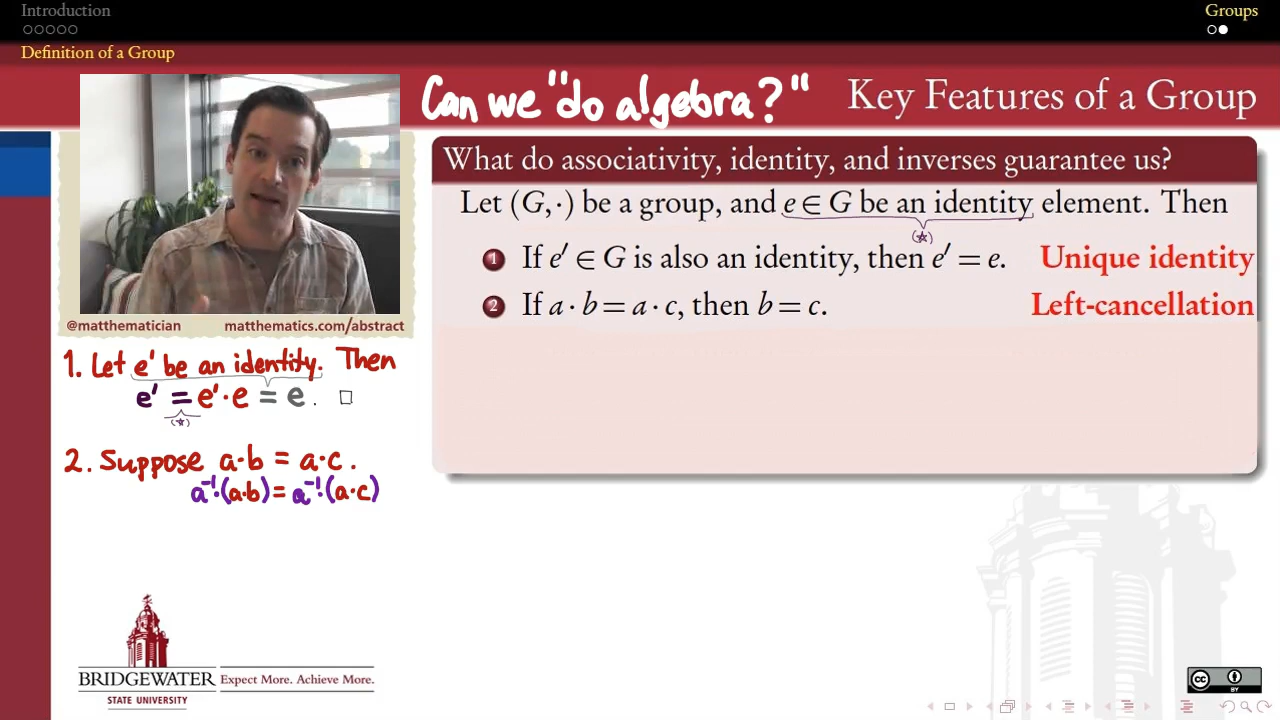 Introduction
Groups
Definition of a Group
Can we "do algebra?"
Key Features of a Group
What do associativity, identity, and inverses guarantee us?
Let (G, ·) be a group, and e ∈ G be an identity element. Then
(☆)
1 If e′ ∈ G is also an identity, then e′ = e. Unique identity
2 If a · b = a · c, then b = c. Left-cancellation
@matthematician matthematics.com/abstract
1. Let e' be an identity. Then
e' = e'·e = e. □
(☆)
2. Suppose a·b = a·c.
a⁻¹·(a·b) = a⁻¹·(a·c)
BRIDGEWATER
STATE UNIVERSITY
Expect More. Achieve More.
cc
BY